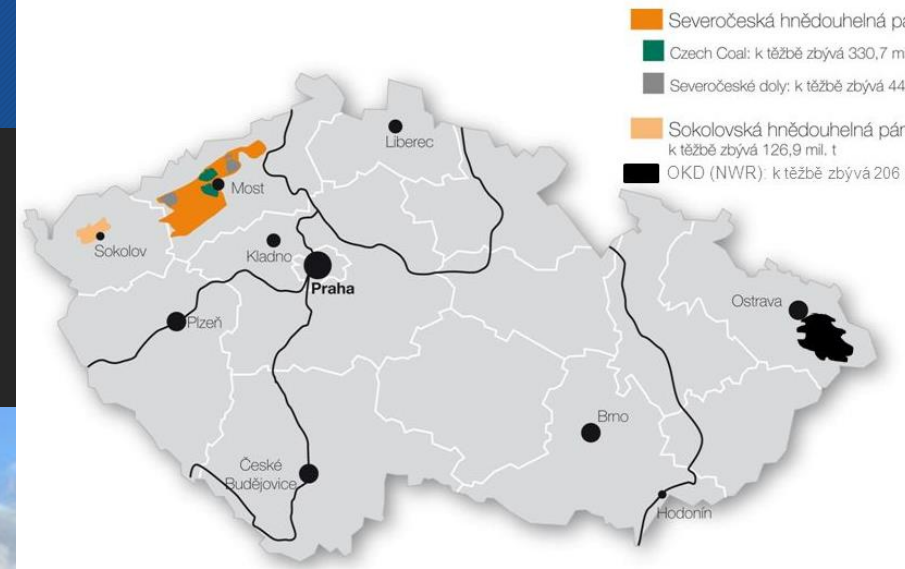 Severočeská hnědouhelná pá
Czech Coal: k těžbě zbývá 330,7 m
Severočeské doly: k těžbě zbývá 44
Sokolovská hnědouhelná pán
k těžbě zbývá 126,9 mil. t
OKD (NWR): k těžbě zbývá 206
Liberec
Most
Sokolov
Kladno
Praha
Ostrava
Plzeň
Brno
České
Budějovice
Hodonín